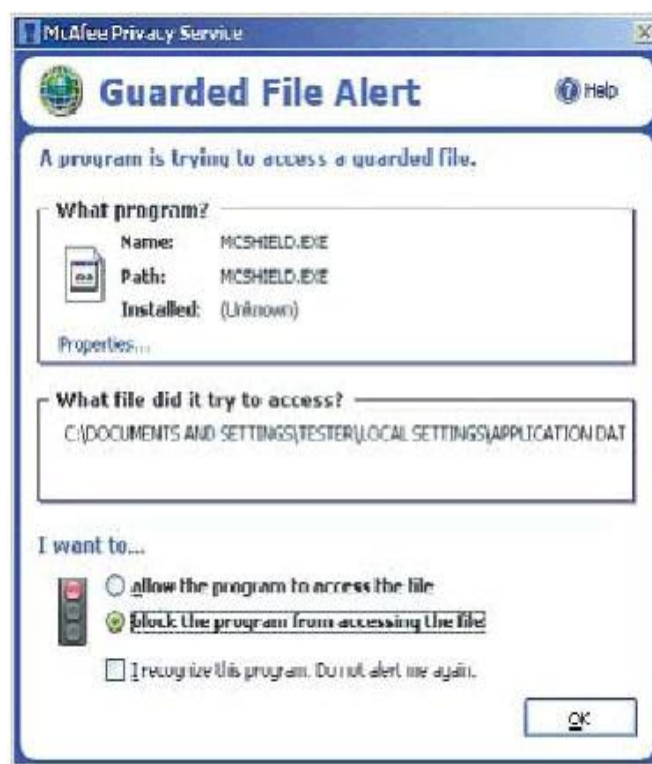 McAfee Privacy Service
Guarded File Alert
Help
A program is trying to access a guarded file.
What program?
Name: MCSHIELD.EXE
Path: MCSHIELD.EXE
Installed: (Unknown)
Properties...
What file did it try to access?
C:\DOCUMENTS AND SETTINGS\TESTER\LOCAL SETTINGS\APPLICATION DAT
I want to...
allow the program to access the file
block the program from accessing the file
I recognize this program. Do not alert me again.
OK